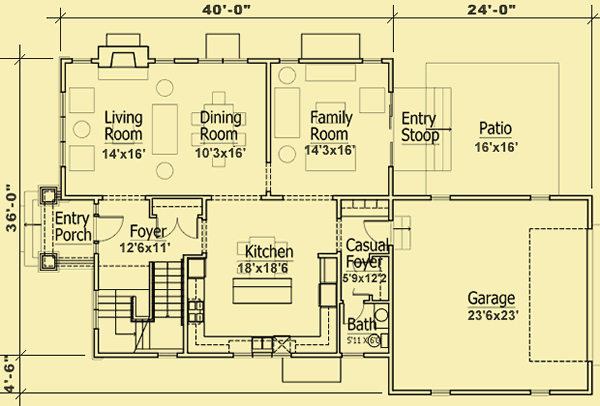 40'-0"
24'-0"
Living
Room
14'x16'
Dining
Room
10'3x16'
Family
Room
14'3x16'
Entry
Stoop
Patio
16'x16'
36'-0"
Entry
Porch
Foyer
12'6x11'
Kitchen
18'x18'6
Casual
Foyer
5'9x12'2
Garage
23'6x23'
Bath
5'11 X 6'0
4'-6"